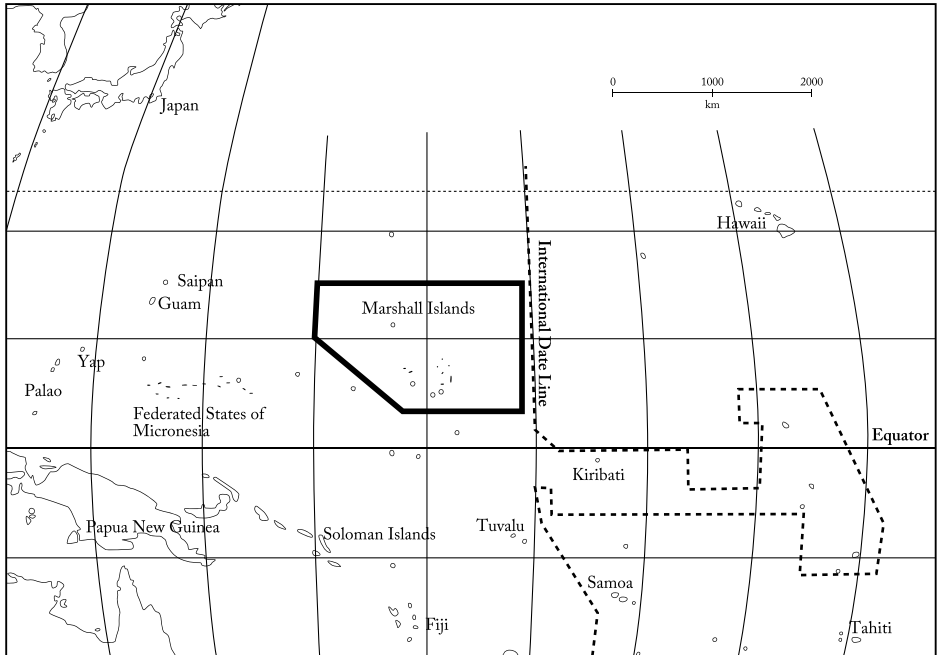 0 1000 2000
km
Japan
Hawaii
International Date Line
Saipan
Guam
Marshall Islands
Yap
Palao
Federated States of
Micronesia
Equator
Kiribati
Papua New Guinea
Soloman Islands
Tuvalu
Samoa
Fiji
Tahiti